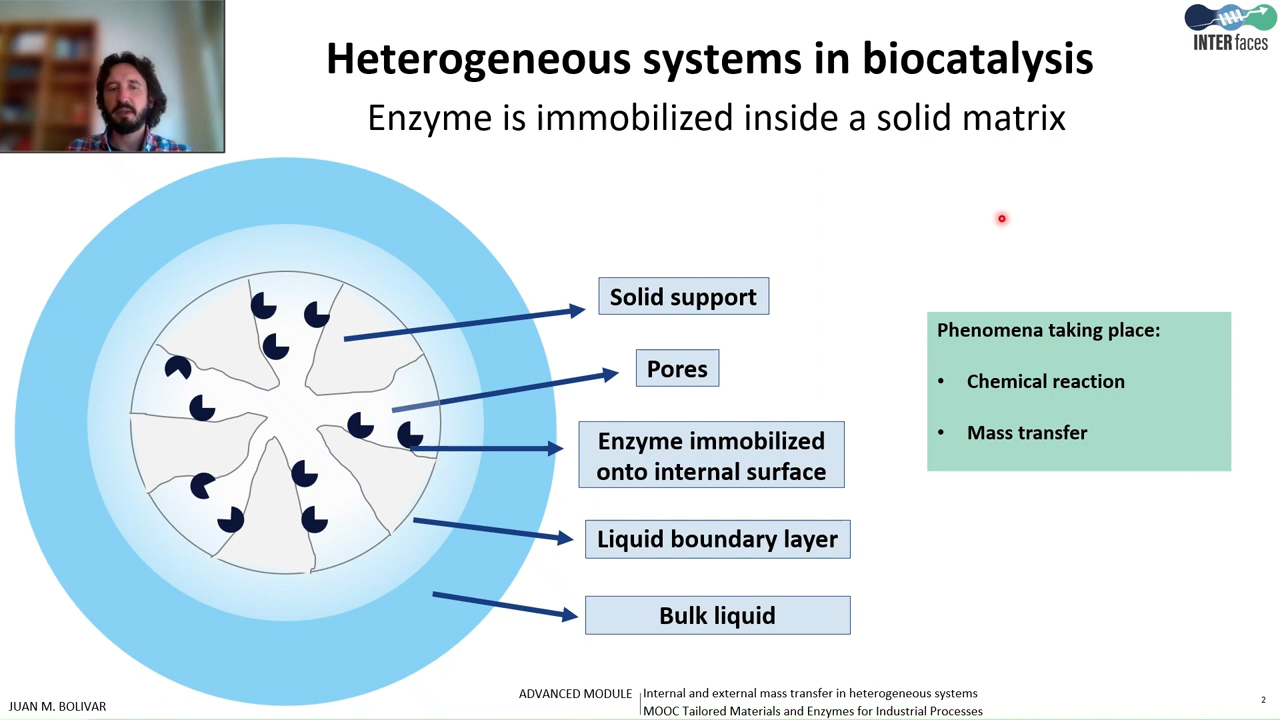 INTERfaces
Heterogeneous systems in biocatalysis
Enzyme is immobilized inside a solid matrix
Solid support
Pores
Enzyme immobilized
onto internal surface
Liquid boundary layer
Bulk liquid
Phenomena taking place:
• Chemical reaction
• Mass transfer
JUAN M. BOLIVAR
ADVANCED MODULE
Internal and external mass transfer in heterogeneous systems
MOOC Tailored Materials and Enzymes for Industrial Processes
2